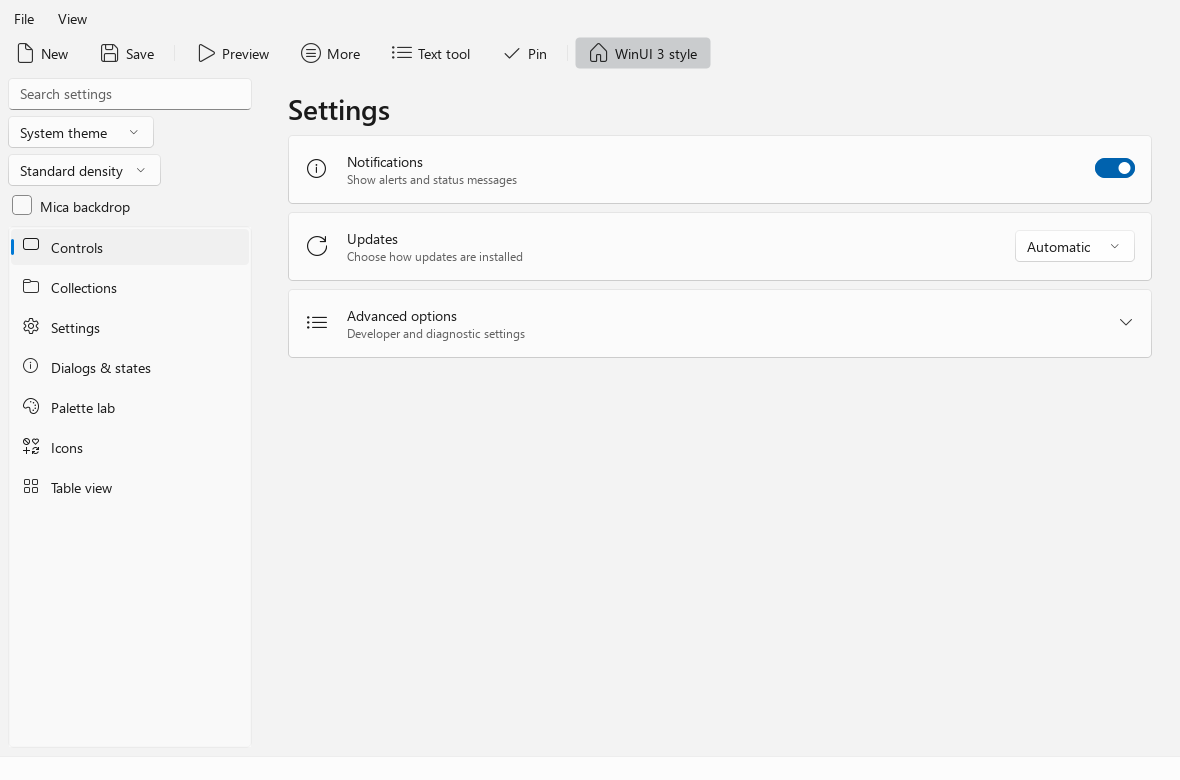 File View
New Save Preview More Text tool Pin WinUI 3 style
Search settings
System theme
Standard density
Mica backdrop
Controls
Collections
Settings
Dialogs & states
Palette lab
Icons
Table view
Settings
Notifications
Show alerts and status messages
Updates
Choose how updates are installed
Automatic
Advanced options
Developer and diagnostic settings